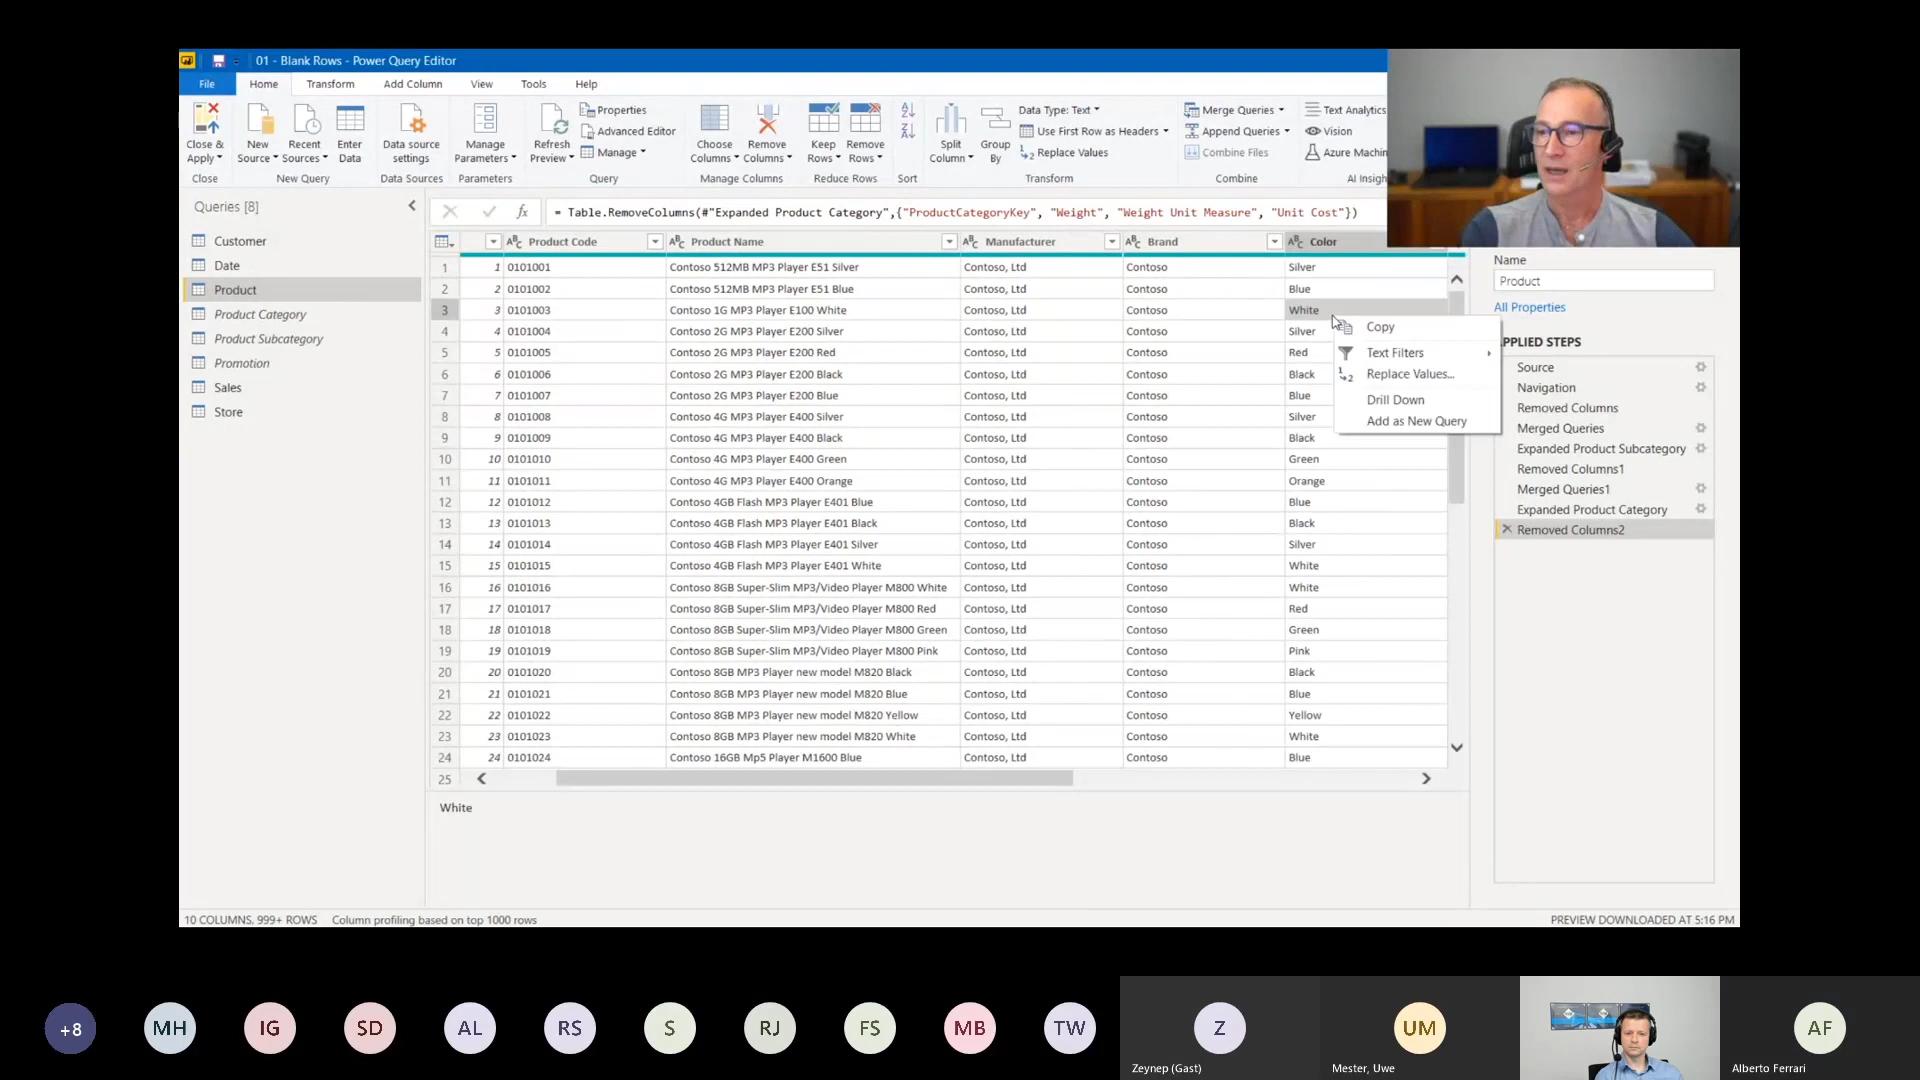 01 - Blank Rows - Power Query Editor
File Home Transform Add Column View Tools Help
Close & Apply
New Source
Recent Sources
Enter Data
Data source settings
Manage Parameters
Refresh Preview
Properties
Advanced Editor
Manage
Choose Columns
Remove Columns
Keep Rows
Remove Rows
Split Column
Group By
Data Type: Text
Use First Row as Headers
Replace Values
Merge Queries
Append Queries
Combine Files
Text Analytics
Vision
Azure Machin
Close New Query Data Sources Parameters Query Manage Columns Reduce Rows Sort Transform Combine AI Insigh
Queries [8]
Customer
Date
Product
Product Category
Product Subcategory
Promotion
Sales
Store
fx = Table.RemoveColumns(#"Expanded Product Category",{"ProductCategoryKey", "Weight", "Weight Unit Measure", "Unit Cost"})
Product Code Product Name Manufacturer Brand Color
1 1 0101001 Contoso 512MB MP3 Player E51 Silver Contoso, Ltd Contoso Silver
2 2 0101002 Contoso 512MB MP3 Player E51 Blue Contoso, Ltd Contoso Blue
3 3 0101003 Contoso 1G MP3 Player E100 White Contoso, Ltd Contoso White
4 4 0101004 Contoso 2G MP3 Player E200 Silver Contoso, Ltd Contoso Silver
5 5 0101005 Contoso 2G MP3 Player E200 Red Contoso, Ltd Contoso Red
6 6 0101006 Contoso 2G MP3 Player E200 Black Contoso, Ltd Contoso Black
7 7 0101007 Contoso 2G MP3 Player E200 Blue Contoso, Ltd Contoso Blue
8 8 0101008 Contoso 4G MP3 Player E400 Silver Contoso, Ltd Contoso Silver
9 9 0101009 Contoso 4G MP3 Player E400 Black Contoso, Ltd Contoso Black
10 10 0101010 Contoso 4G MP3 Player E400 Green Contoso, Ltd Contoso Green
11 11 0101011 Contoso 4G MP3 Player E400 Orange Contoso, Ltd Contoso Orange
12 12 0101012 Contoso 4GB Flash MP3 Player E401 Blue Contoso, Ltd Contoso Blue
13 13 0101013 Contoso 4GB Flash MP3 Player E401 Black Contoso, Ltd Contoso Black
14 14 0101014 Contoso 4GB Flash MP3 Player E401 Silver Contoso, Ltd Contoso Silver
15 15 0101015 Contoso 4GB Flash MP3 Player E401 White Contoso, Ltd Contoso White
16 16 0101016 Contoso 8GB Super-Slim MP3/Video Player M800 White Contoso, Ltd Contoso White
17 17 0101017 Contoso 8GB Super-Slim MP3/Video Player M800 Red Contoso, Ltd Contoso Red
18 18 0101018 Contoso 8GB Super-Slim MP3/Video Player M800 Green Contoso, Ltd Contoso Green
19 19 0101019 Contoso 8GB Super-Slim MP3/Video Player M800 Pink Contoso, Ltd Contoso Pink
20 20 0101020 Contoso 8GB MP3 Player new model M820 Black Contoso, Ltd Contoso Black
21 21 0101021 Contoso 8GB MP3 Player new model M820 Blue Contoso, Ltd Contoso Blue
22 22 0101022 Contoso 8GB MP3 Player new model M820 Yellow Contoso, Ltd Contoso Yellow
23 23 0101023 Contoso 8GB MP3 Player new model M820 White Contoso, Ltd Contoso White
24 24 0101024 Contoso 16GB Mp5 Player M1600 Blue Contoso, Ltd Contoso Blue
25
White
Copy
Text Filters
Replace Values...
Drill Down
Add as New Query
Name
Product
All Properties
APPLIED STEPS
Source
Navigation
Removed Columns
Merged Queries
Expanded Product Subcategory
Removed Columns1
Merged Queries1
Expanded Product Category
Removed Columns2
10 COLUMNS, 999+ ROWS Column profiling based on top 1000 rows PREVIEW DOWNLOADED AT 5:16 PM
+8 MH IG SD AL RS S RJ FS MB TW Z UM AF
Zeynep (Gast) Mester, Uwe Alberto Ferrari